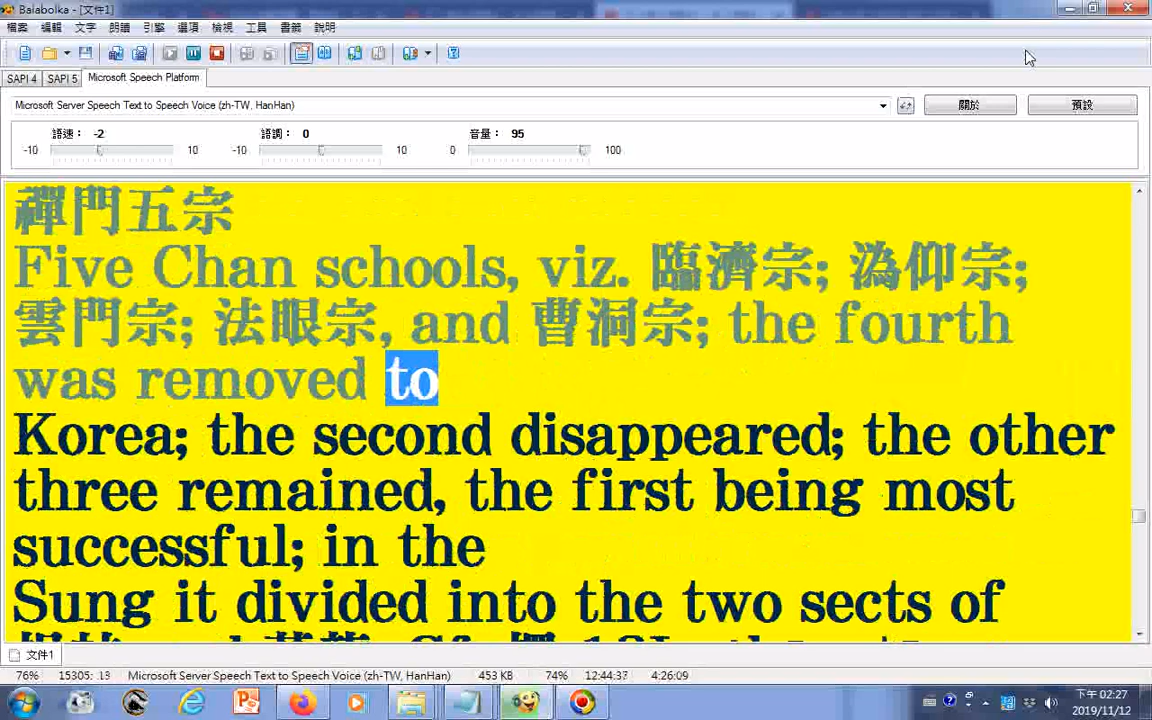 Balabolka - [文件1]
檔案 編輯 文字 朗讀 引擎 選項 檢視 工具 書籤 說明
SAPI 4 SAPI 5 Microsoft Speech Platform
Microsoft Server Speech Text to Speech Voice (zh-TW, HanHan) 關於 預設
語速： -2 語調： 0 音量： 95
-10 10 -10 10 0 100
禪門五宗
Five Chan schools, viz. 臨濟宗; 溈仰宗;
雲門宗; 法眼宗, and 曹洞宗; the fourth
was removed to
Korea; the second disappeared; the other
three remained, the first being most
successful; in the
Sung it divided into the two sects of
文件1
76% 15305: 13 Microsoft Server Speech Text to Speech Voice (zh-TW, HanHan) 453 KB 74% 12:44:37 4:26:09
下午 02:27
2019/11/12